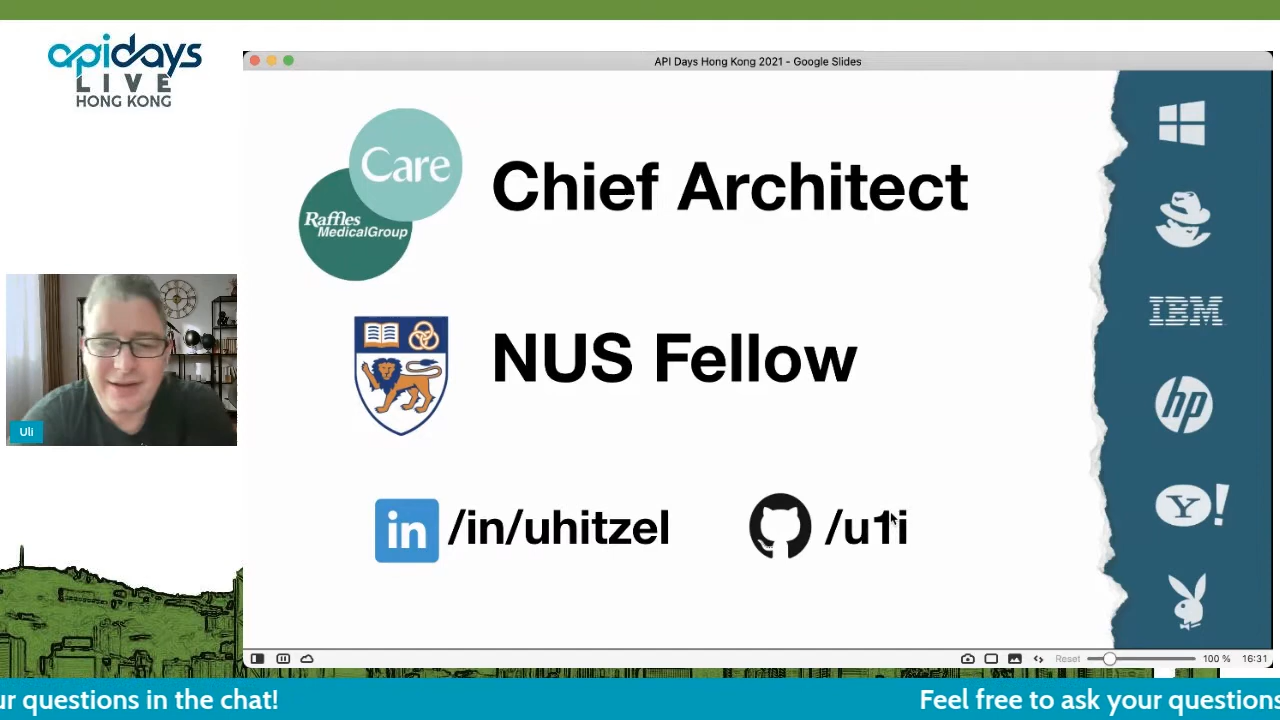 apidays
LIVE
HONG KONG
API Days Hong Kong 2021 - Google Slides
Care
Raffles
MedicalGroup
Chief Architect
NUS Fellow
in /in/uhitzel
/u1i
IBM
hp
Y!
Uli
Reset
100 %
16:31
ur questions in the chat!
Feel free to ask your questions